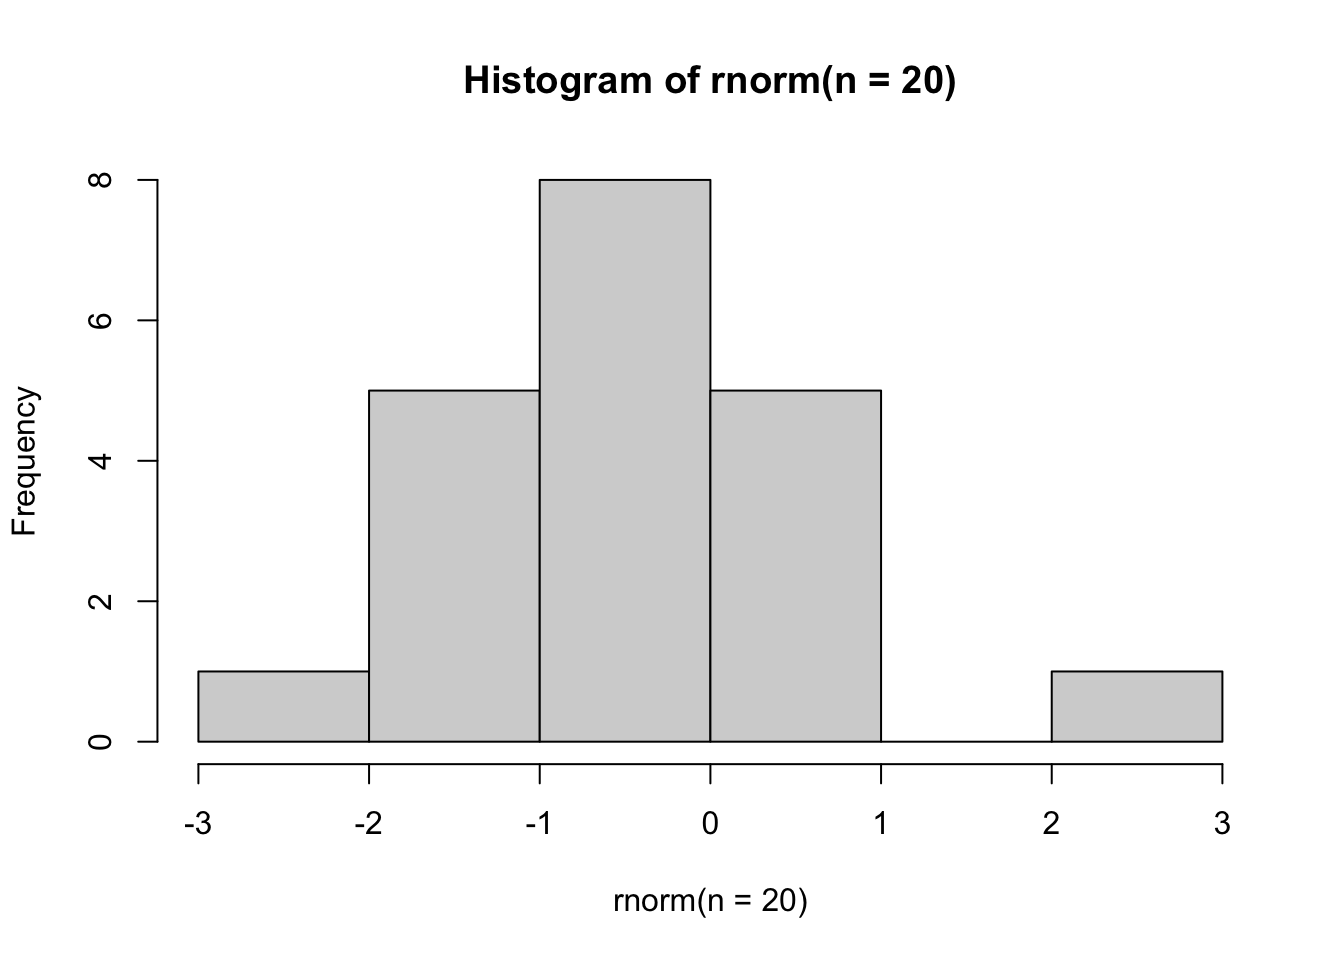 Histogram of rnorm(n = 20)
Frequency
8
6
4
2
0
-3 -2 -1 0 1 2 3
rnorm(n = 20)